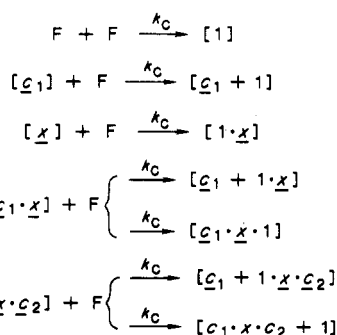 F + F —k_C→ [1]
[c₁] + F —k_C→ [c₁ + 1]
[x] + F —k_C→ [1·x]
—k_C→ [c₁ + 1·x]
c₁·x] + F {
—k_C→ [c₁·x·1]
—k_C→ [c₁ + 1·x·c₂]
x·c₂] + F {
—k_C→ [c₁·x·c₂ + 1]